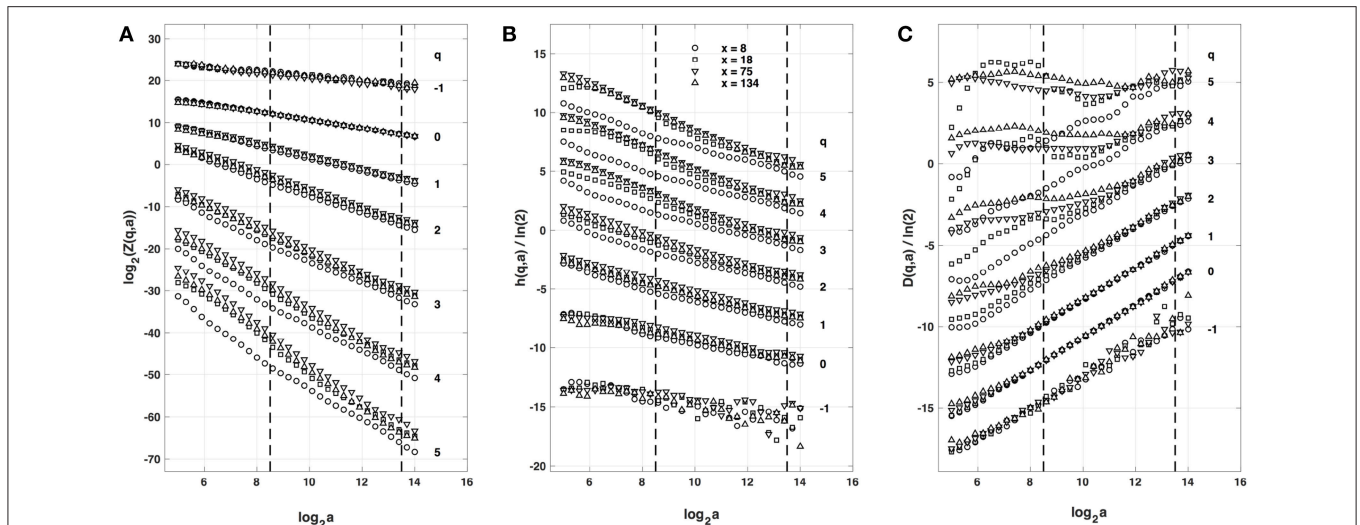 A
30
20
10
0
-10
-20
-30
-40
-50
-60
-70
6 8 10 12 14 16
log2(Z(q,a))
log2a
q
-1
0
1
2
3
4
5
B
15
10
5
0
-5
-10
-15
-20
6 8 10 12 14 16
h(q,a) / ln(2)
log2a
x = 8
x = 18
x = 75
x = 134
q
5
4
3
2
1
0
-1
C
5
0
-5
-10
-15
6 8 10 12 14 16
D(q,a) / ln(2)
log2a
q
5
4
3
2
1
0
-1